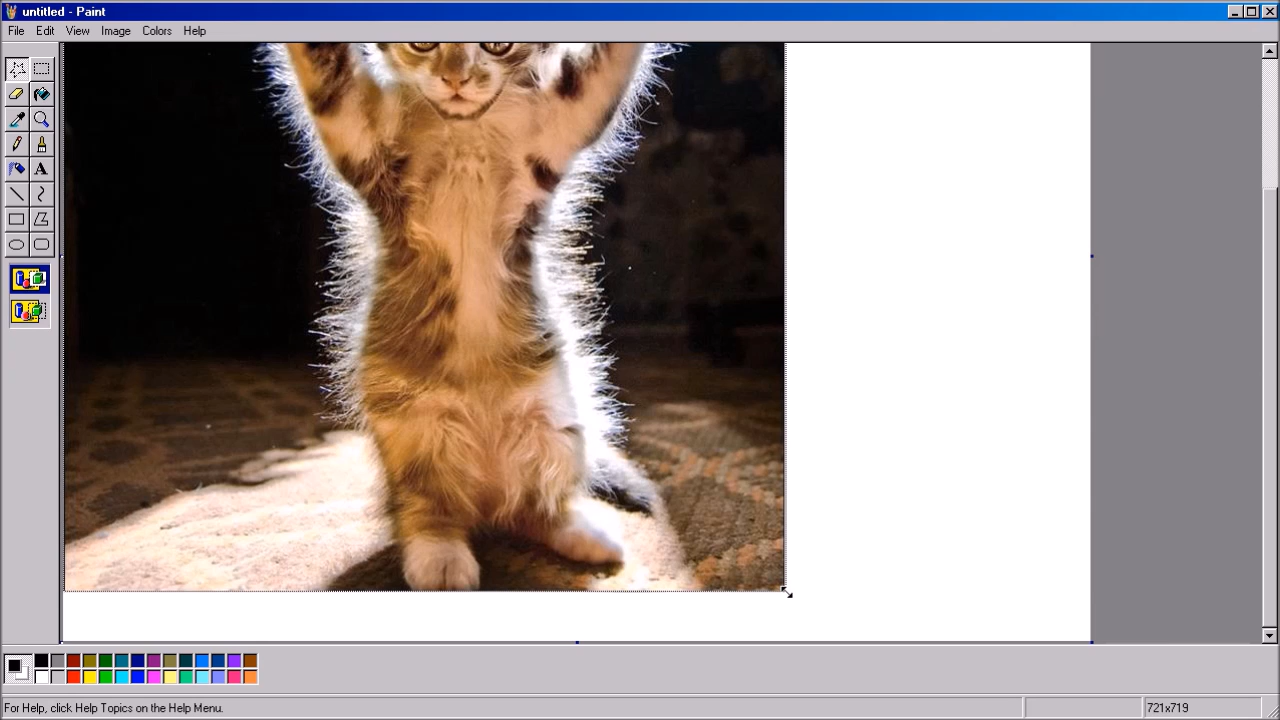 untitled - Paint
File Edit View Image Colors Help
A
For Help, click Help Topics on the Help Menu.
721x719